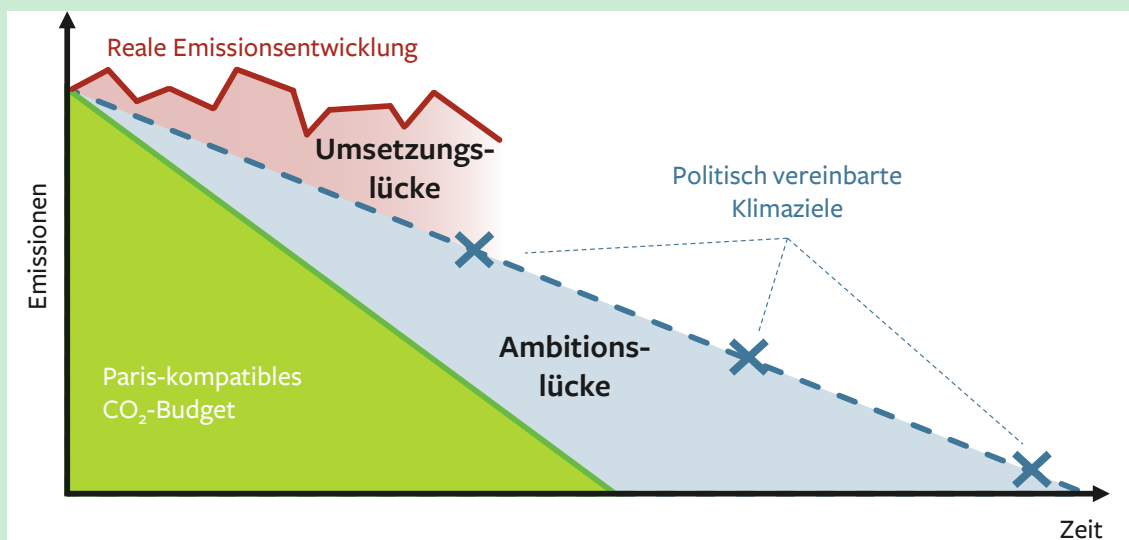 Reale Emissionsentwicklung
Umsetzungs-
lücke
Politisch vereinbarte
Klimaziele
Emissionen
Ambitions-
lücke
Paris-kompatibles
CO₂-Budget
Zeit